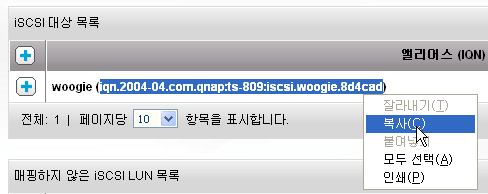 iSCSI 대상 목록
앨리어스 (IQN)
woogie (iqn.2004-04.com.qnap:ts-809:iscsi.woogie.8d4cad)
잘라내기(T)
복사(C)
모두 선택(A)
인쇄(P)
전체: 1 | 페이지당 10 항목을 표시합니다.
매핑하지 않은 iSCSI LUN 목록